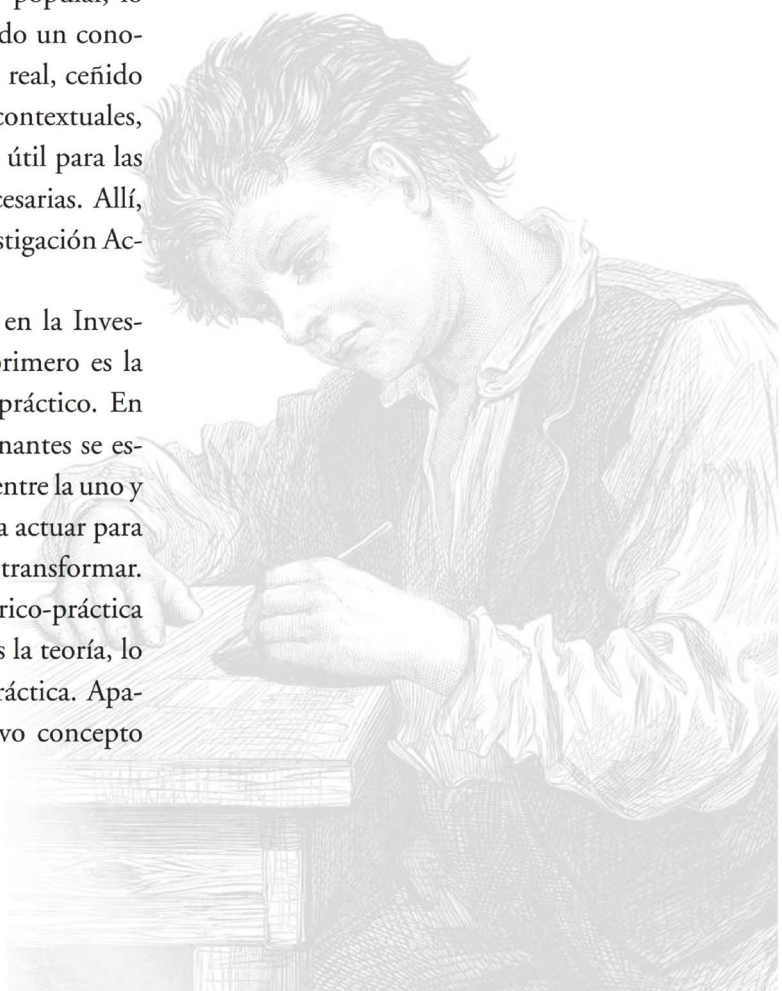 popular, lo
do un cono-
real, ceñido
contextuales,
útil para las
cesarias. Allí,
stigación Ac-
en la Inves-
primero es la
práctico. En
nantes se es-
entre la uno y
a actuar para
transformar.
rico-práctica
s la teoría, lo
ráctica. Apa-
vo concepto